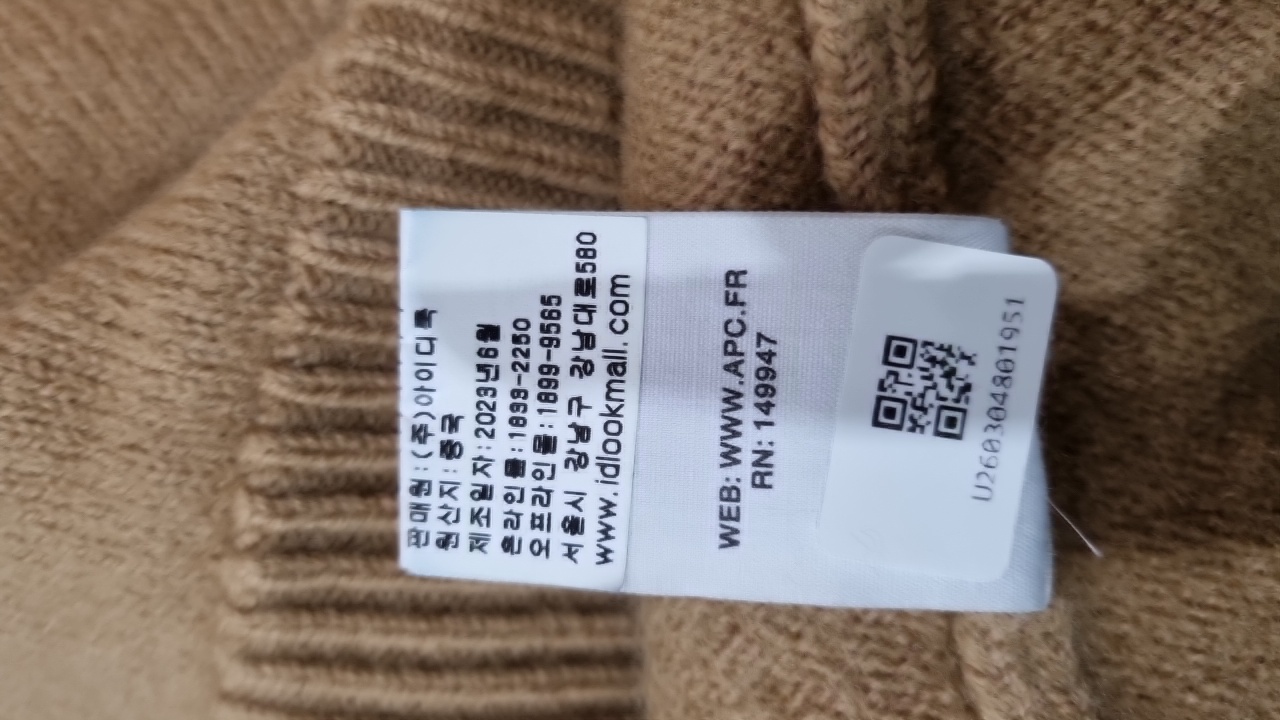 판매원:(주)아이디룩
원산지:중국
제조일자:2023년6월
온라인몰:1899-2250
오프라인몰:1899-9565
서울시 강남구 강남대로580
www.idlookmall.com
WEB: WWW.APC.FR
RN: 149947
U260304801951